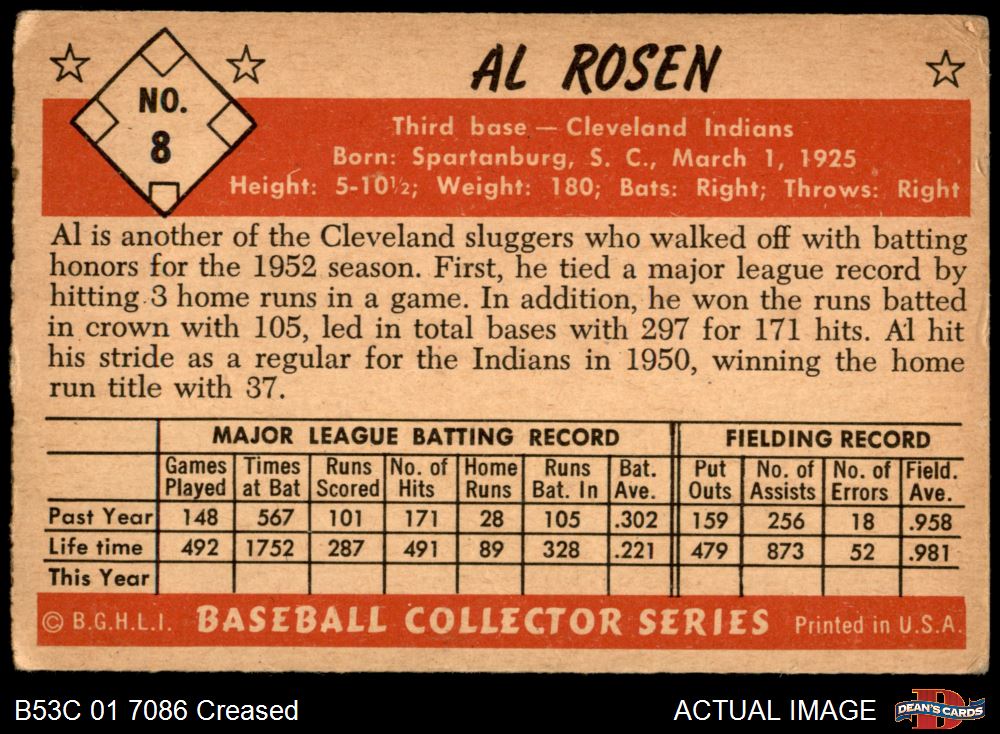 NO.
8
AL ROSEN
Third base — Cleveland Indians
Born: Spartanburg, S. C., March 1, 1925
Height: 5-10½; Weight: 180; Bats: Right; Throws: Right
Al is another of the Cleveland sluggers who walked off with batting
honors for the 1952 season. First, he tied a major league record by
hitting 3 home runs in a game. In addition, he won the runs batted
in crown with 105, led in total bases with 297 for 171 hits. Al hit
his stride as a regular for the Indians in 1950, winning the home
run title with 37.
MAJOR LEAGUE BATTING RECORD FIELDING RECORD
Games Times Runs No. of Home Runs Bat. Put No. of No. of Field.
Played at Bat Scored Hits Runs Bat. In Ave. Outs Assists Errors Ave.
Past Year 148 567 101 171 28 105 .302 159 256 18 .958
Life time 492 1752 287 491 89 328 .221 479 873 52 .981
This Year
© B.G.H.L.I. BASEBALL COLLECTOR SERIES Printed in U.S.A.
B53C 01 7086 Creased ACTUAL IMAGE DEAN'S CARDS